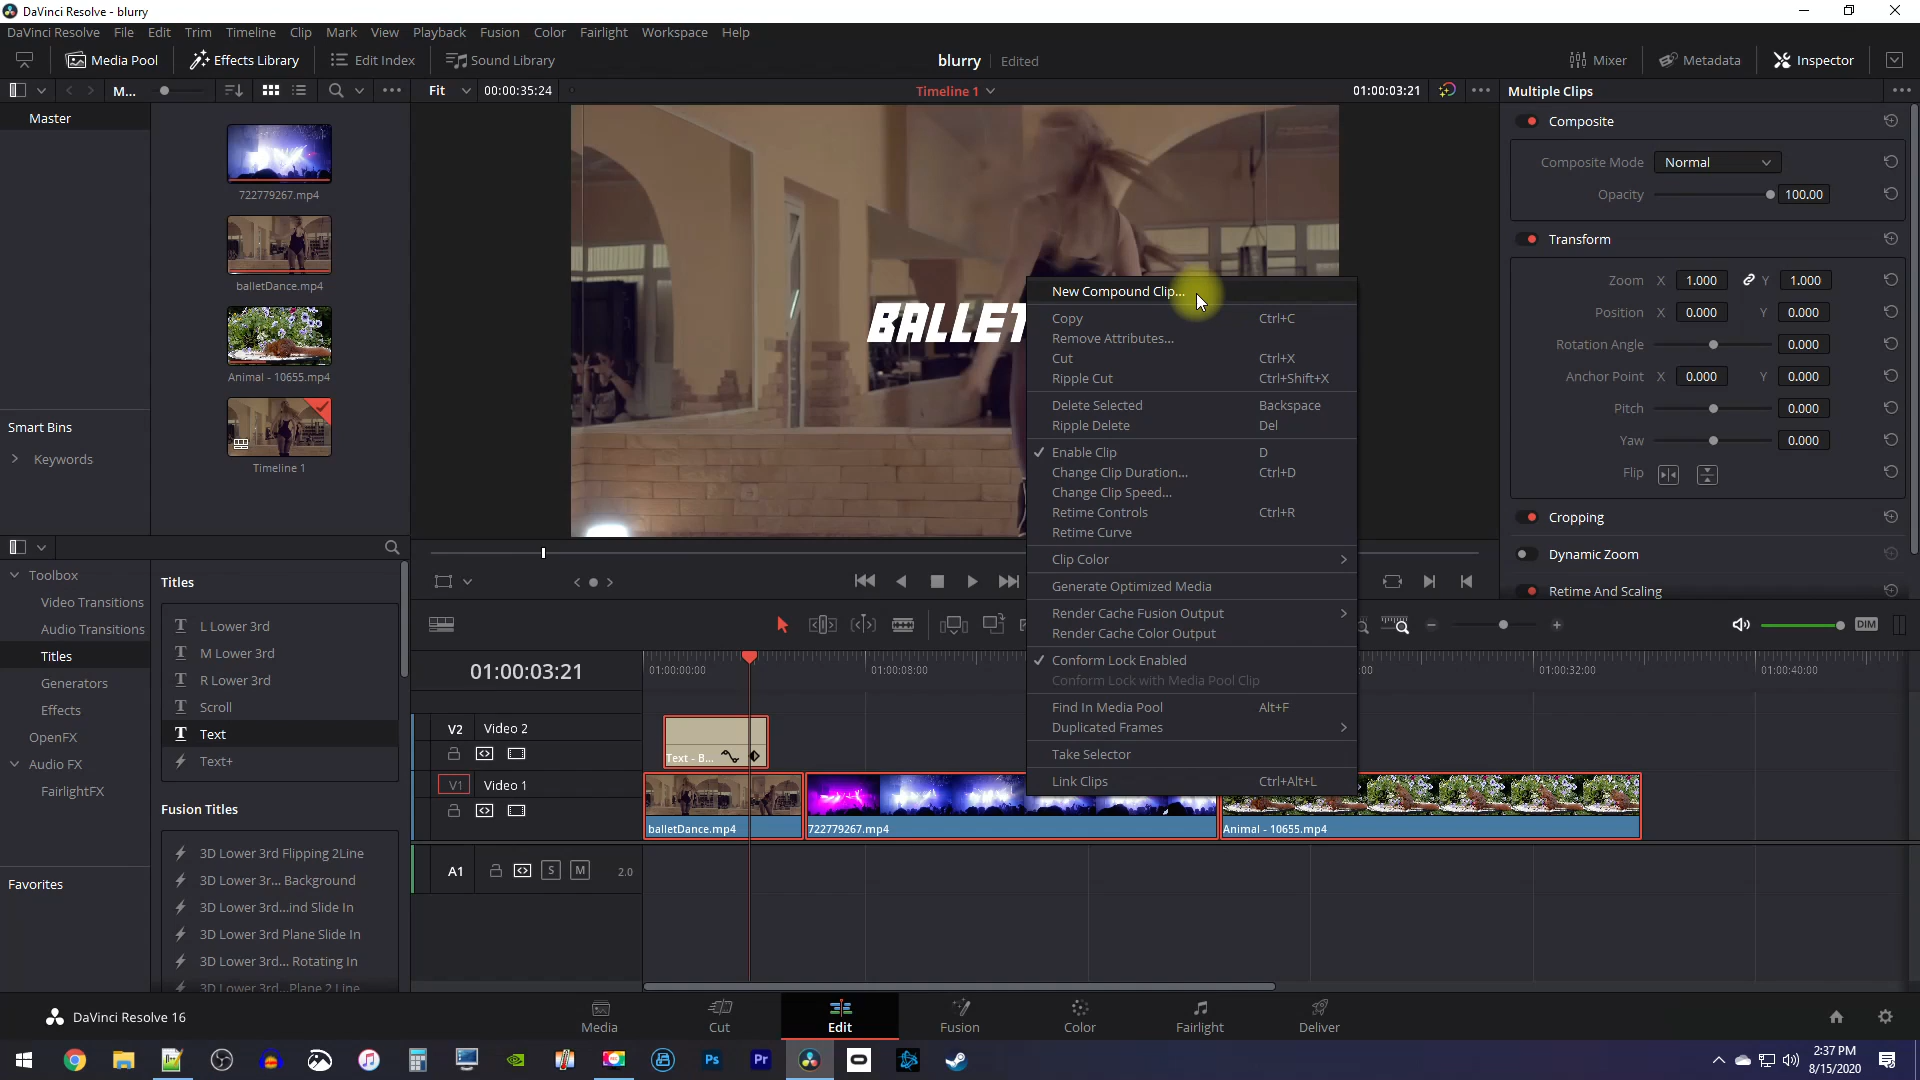 DaVinci Resolve - blurry
DaVinci Resolve File Edit Trim Timeline Clip Mark View Playback Fusion Color Fairlight Workspace Help
Media Pool Effects Library Edit Index Sound Library blurry Edited Mixer Metadata Inspector
M... Fit 00:00:35:24 Timeline 1 01:00:03:21 Multiple Clips
Master
722779267.mp4
balletDance.mp4
Animal - 10655.mp4
Timeline 1
Smart Bins
Keywords
BALLET
New Compound Clip...
Copy Ctrl+C
Remove Attributes...
Cut Ctrl+X
Ripple Cut Ctrl+Shift+X
Delete Selected Backspace
Ripple Delete Del
Enable Clip D
Change Clip Duration... Ctrl+D
Change Clip Speed...
Retime Controls Ctrl+R
Retime Curve
Clip Color
Generate Optimized Media
Render Cache Fusion Output
Render Cache Color Output
Conform Lock Enabled
Conform Lock with Media Pool Clip
Find In Media Pool Alt+F
Duplicated Frames
Take Selector
Link Clips Ctrl+Alt+L
Composite
Composite Mode Normal
Opacity 100.00
Transform
Zoom X 1.000 Y 1.000
Position X 0.000 Y 0.000
Rotation Angle 0.000
Anchor Point X 0.000 Y 0.000
Pitch 0.000
Yaw 0.000
Flip
Cropping
Dynamic Zoom
Retime And Scaling
Toolbox
Video Transitions
Audio Transitions
Titles
Generators
Effects
OpenFX
Audio FX
FairlightFX
Favorites
Titles
L Lower 3rd
M Lower 3rd
R Lower 3rd
Scroll
Text
Text+
Fusion Titles
3D Lower 3rd Flipping 2Line
3D Lower 3r... Background
3D Lower 3rd...ind Slide In
3D Lower 3rd Plane Slide In
3D Lower 3rd... Rotating In
3D Lower 3rd...Plane 2 Line
DIM
01:00:03:21 01:00:00:00 01:00:08:00 :00 01:00:32:00 01:00:40:00
V2 Video 2
Text - B...
V1 Video 1
balletDance.mp4 722779267.mp4 Animal - 10655.mp4
A1 S M 2.0
DaVinci Resolve 16 Media Cut Edit Fusion Color Fairlight Deliver
Ps Pr
2:37 PM
8/15/2020